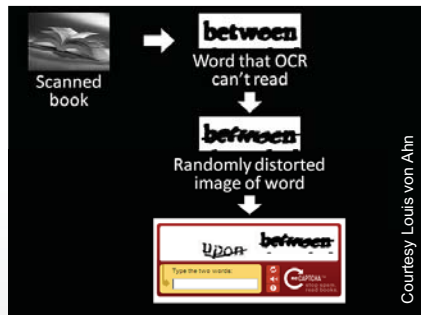 between
Word that OCR
can't read
Scanned
book
between
Randomly distorted
image of word
upon between
Type the two words:
reCAPTCHA™
stop spam.
read books.
Courtesy Louis von Ahn